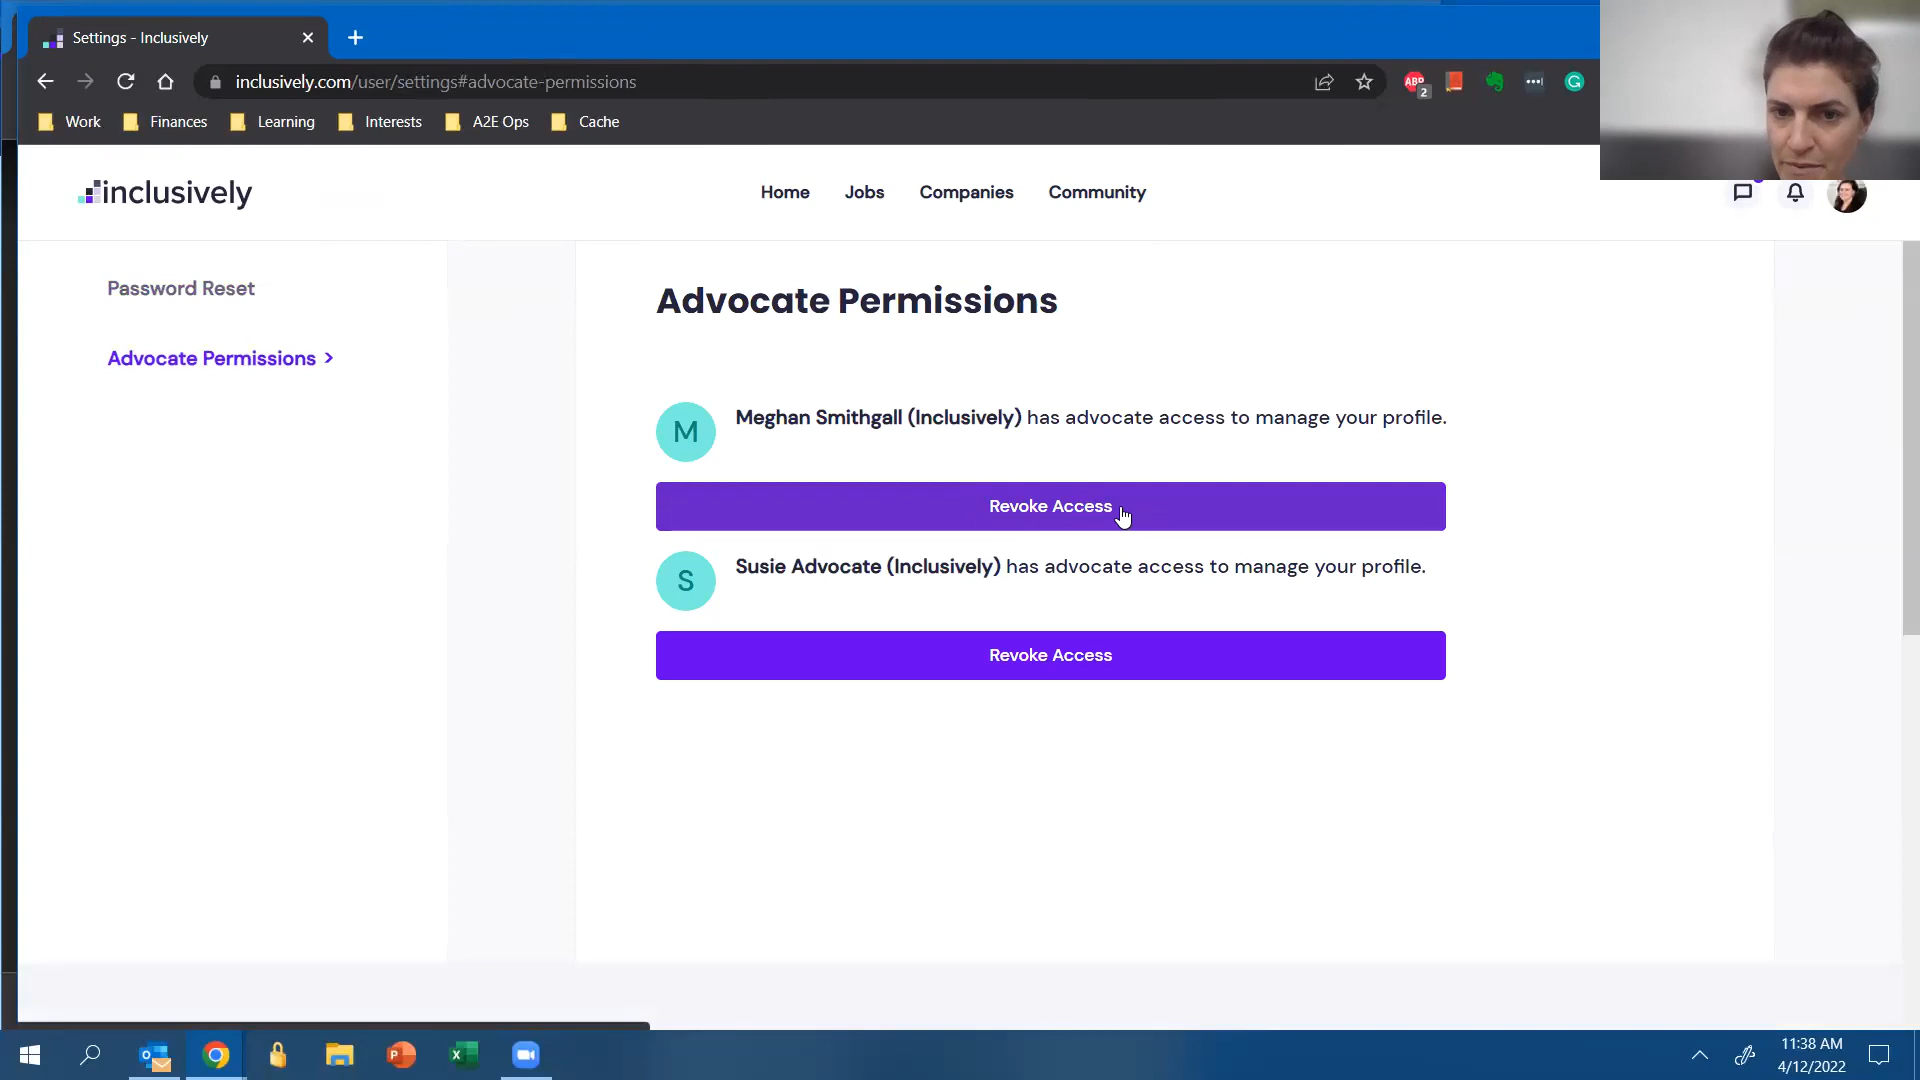 Settings - Inclusively
inclusively.com/user/settings#advocate-permissions
ABP
2
G
Work
Finances
Learning
Interests
A2E Ops
Cache
inclusively
Home
Jobs
Companies
Community
Password Reset
Advocate Permissions >
Advocate Permissions
M
Meghan Smithgall (Inclusively) has advocate access to manage your profile.
Revoke Access
S
Susie Advocate (Inclusively) has advocate access to manage your profile.
Revoke Access
11:38 AM
4/12/2022